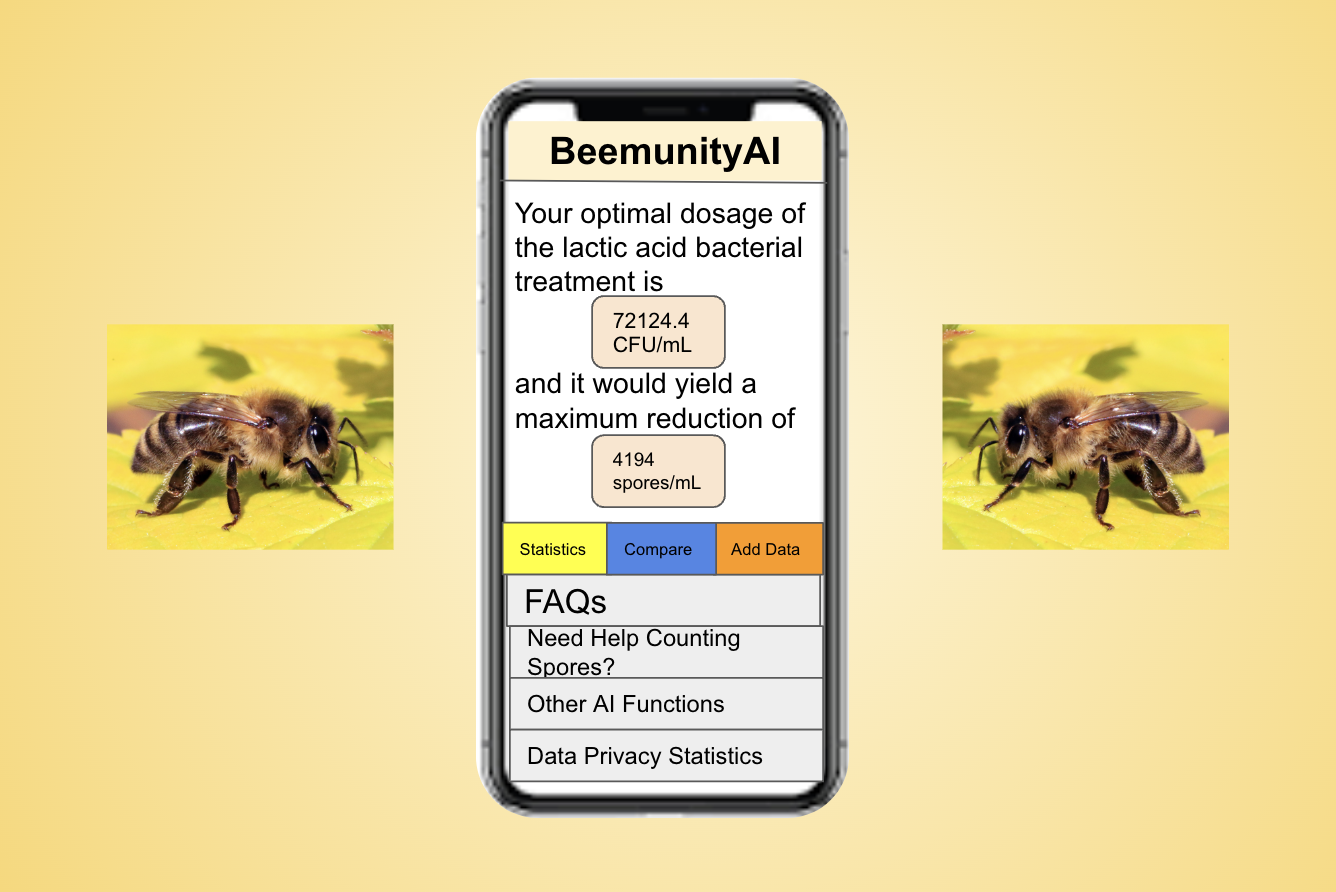 BeemunityAI
Your optimal dosage of
the lactic acid bacterial
treatment is
72124.4
CFU/mL
and it would yield a
maximum reduction of
4194
spores/mL
Statistics
Compare
Add Data
FAQs
Need Help Counting
Spores?
Other AI Functions
Data Privacy Statistics